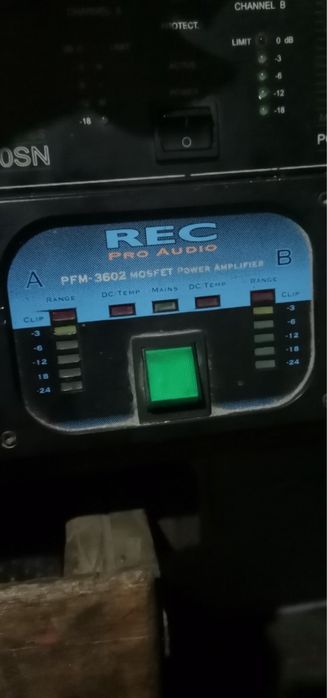 CHANNEL B
PROTECT.
LIMIT 0 dB
-3
-6
-12
-18
-18
0SN
REC
PRO AUDIO
A B
PFM-3602 MOSFET POWER AMPLIFIER
RANGE DC-TEMP MAINS DC-TEMP RANGE
CLIP CLIP
-3 -3
-6 -6
-12 -12
18 -18
-24 -24